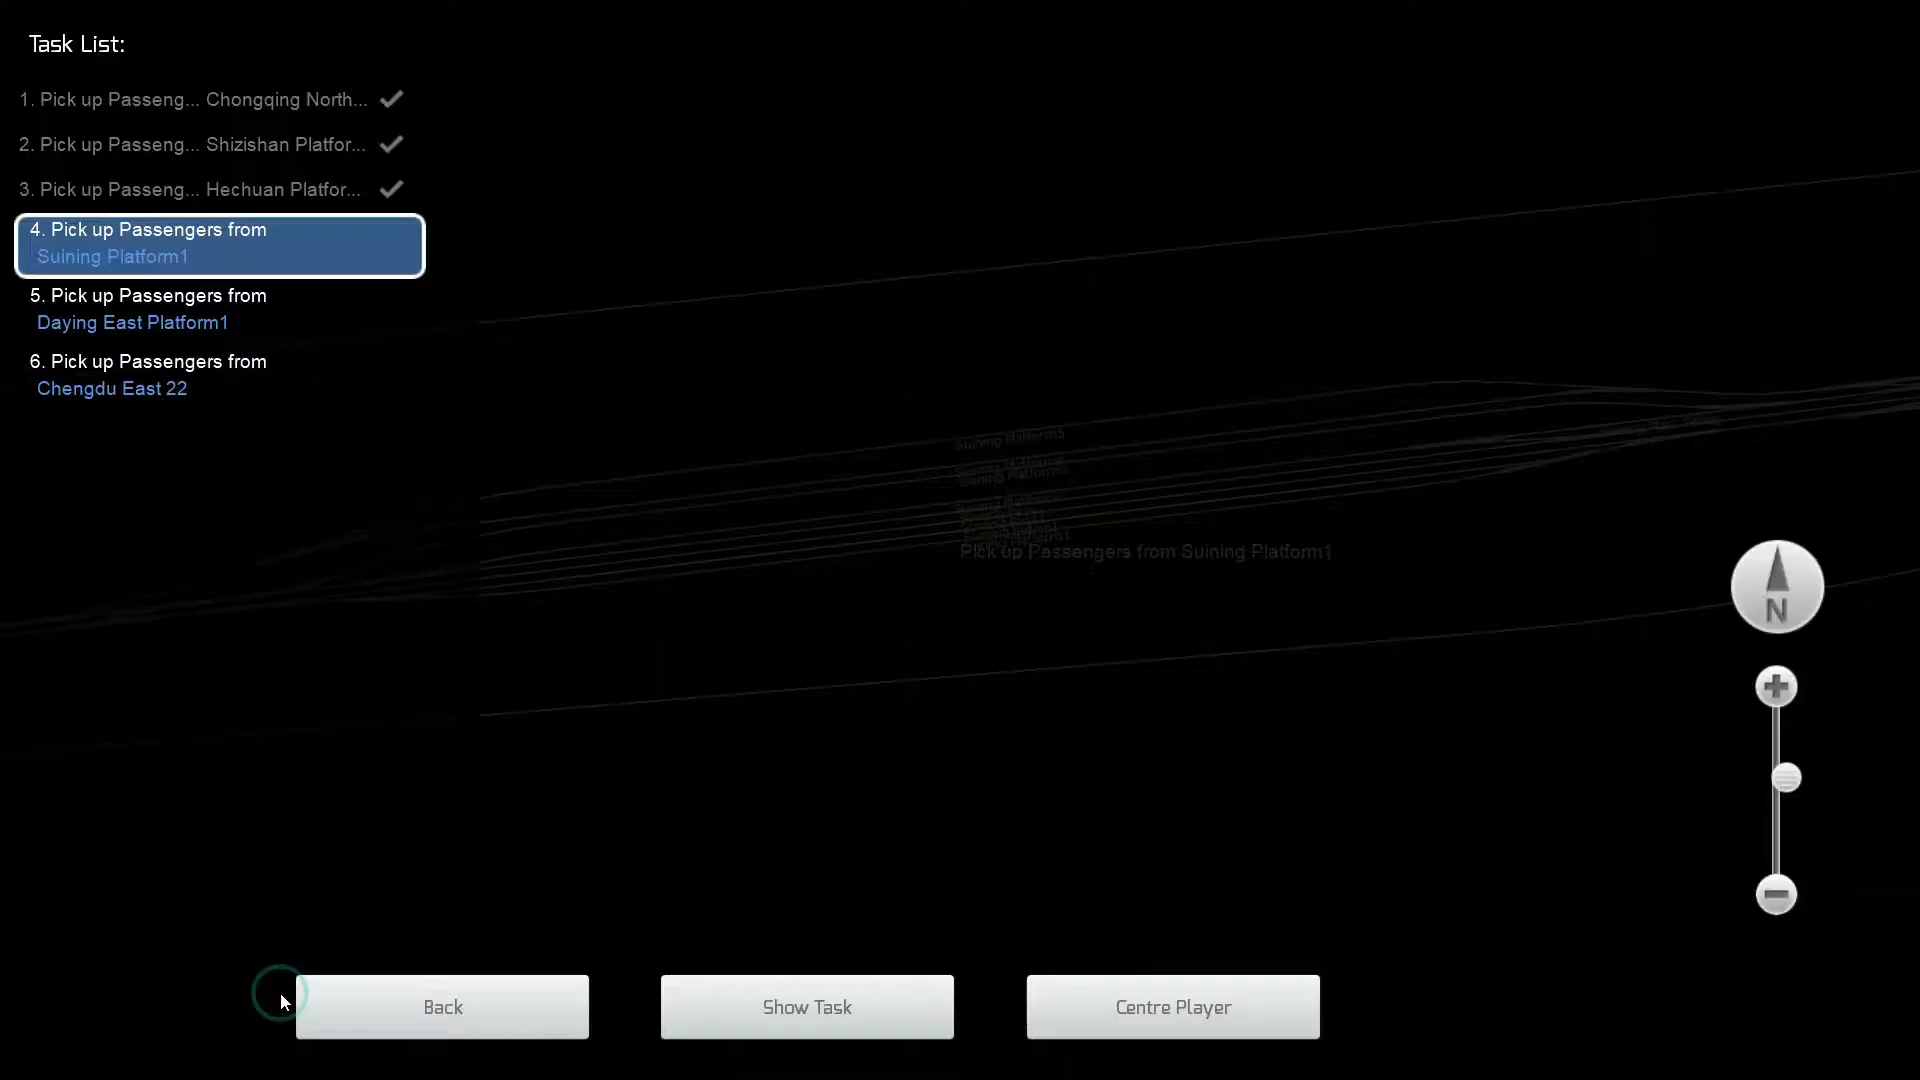 Task List:
1. Pick up Passeng... Chongqing North...
2. Pick up Passeng... Shizishan Platfor...
3. Pick up Passeng... Hechuan Platfor...
4. Pick up Passengers from
Suining Platform1
5. Pick up Passengers from
Daying East Platform1
6. Pick up Passengers from
Chengdu East 22
Suining Platform5
Pick up Passengers from Suining Platform1
N
Back
Show Task
Centre Player